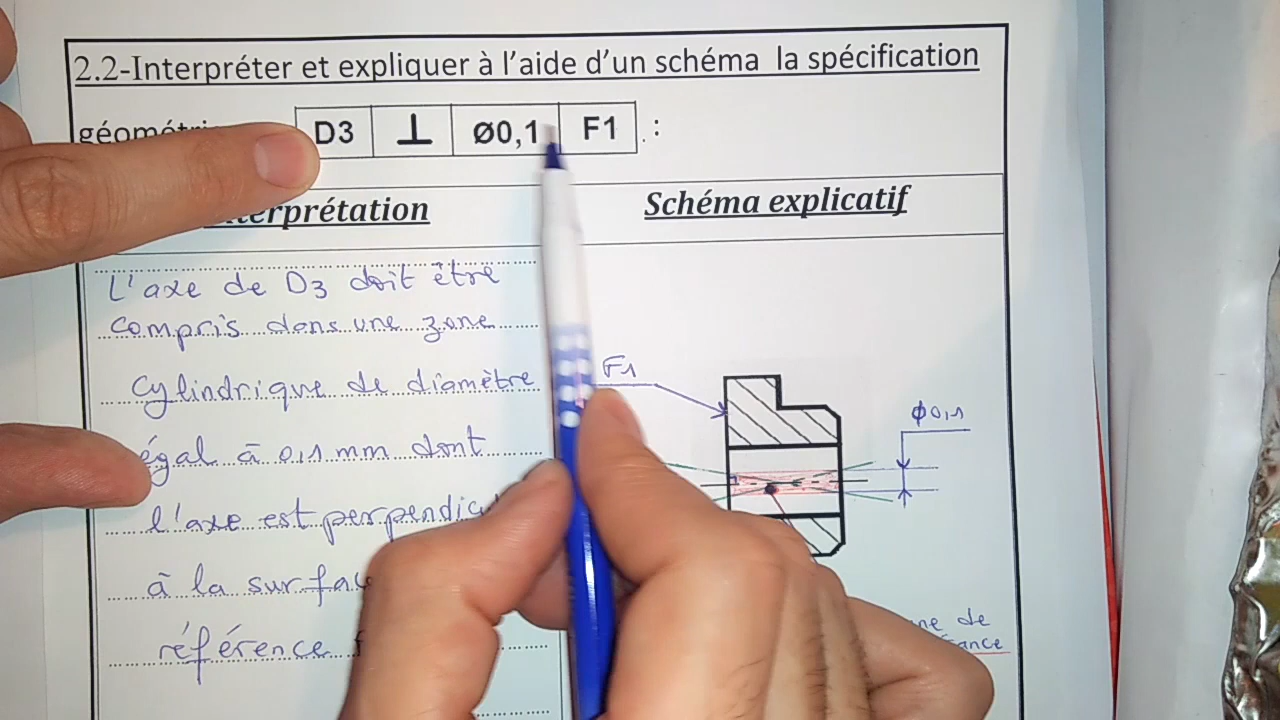 2.2-Interpréter et expliquer à l'aide d'un schéma la spécification
D3 ⊥ Ø0,1 F1 . :
Schéma explicatif
L'axe de D3 doit être
compris dans une zone
cylindrique de diamètre
égal à 0,1 mm dont
l'axe est
à la
référence
F1
ϕ0,1
de